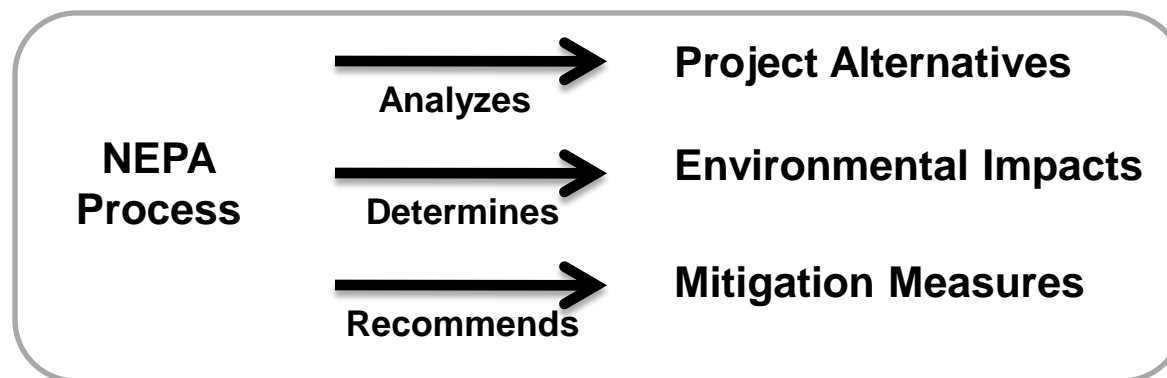 NEPA
Process
Analyzes
Project Alternatives
Determines
Environmental Impacts
Recommends
Mitigation Measures